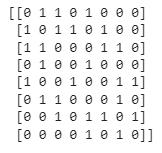 [[0 1 1 0 1 0 0 0]
[1 0 1 1 0 1 0 0]
[1 1 0 0 0 1 1 0]
[0 1 0 0 1 0 0 0]
[1 0 0 1 0 0 1 1]
[0 1 1 0 0 0 1 0]
[0 0 1 0 1 1 0 1]
[0 0 0 0 1 0 1 0]]